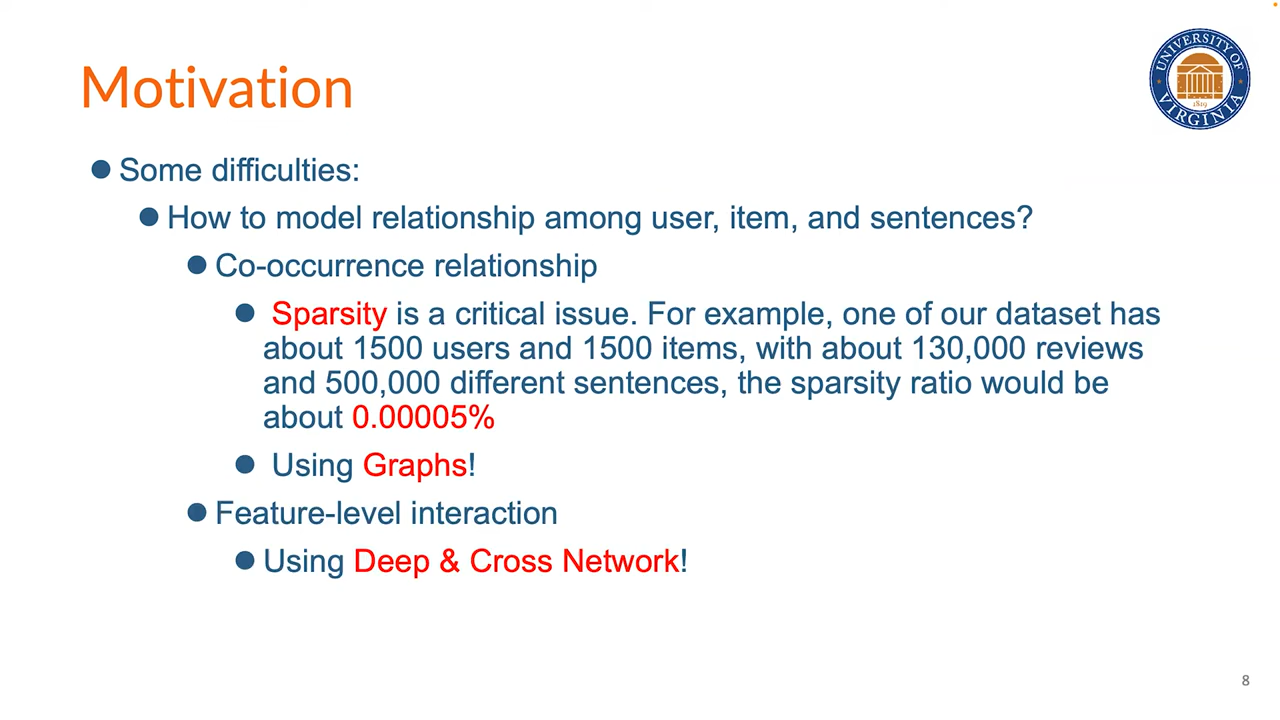 Motivation
UNIVERSITY OF
VIRGINIA
1819
Some difficulties:
How to model relationship among user, item, and sentences?
Co-occurrence relationship
Sparsity is a critical issue. For example, one of our dataset has
about 1500 users and 1500 items, with about 130,000 reviews
and 500,000 different sentences, the sparsity ratio would be
about 0.00005%
Using Graphs!
Feature-level interaction
Using Deep & Cross Network!
8